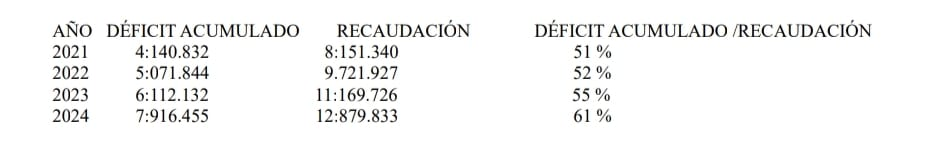 AÑO DÉFICIT ACUMULADO RECAUDACIÓN DÉFICIT ACUMULADO /RECAUDACIÓN
2021 4:140.832 8:151.340 51 %
2022 5:071.844 9.721.927 52 %
2023 6:112.132 11:169.726 55 %
2024 7:916.455 12:879.833 61 %